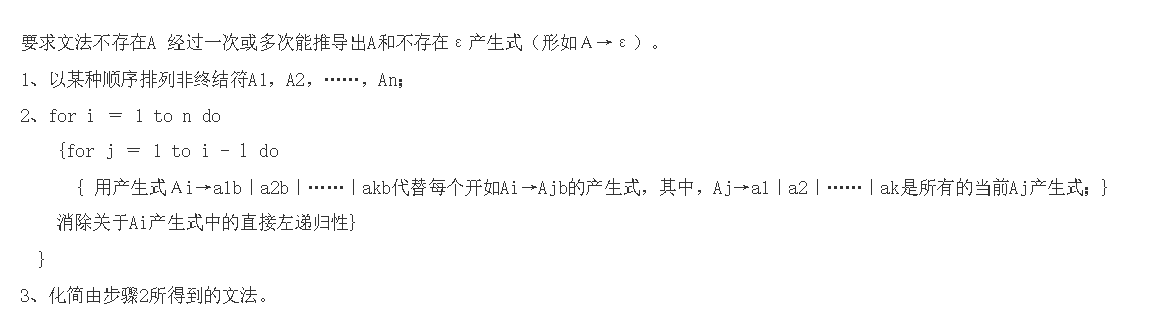 要求文法不存在A 经过一次或多次能推导出A和不存在ε产生式（形如Ａ→ε）。
1、以某种顺序排列非终结符A1，A2，……，An；
2、for i ＝ 1 to n do
{for j ＝ 1 to i - 1 do
{ 用产生式Ａi→a1b|a2b|……|akb代替每个开如Ai→Ajb的产生式，其中，Aj→a1|a2|……|ak是所有的当前Aj产生式；}
消除关于Ai产生式中的直接左递归性}
}
3、化简由步骤2所得到的文法。